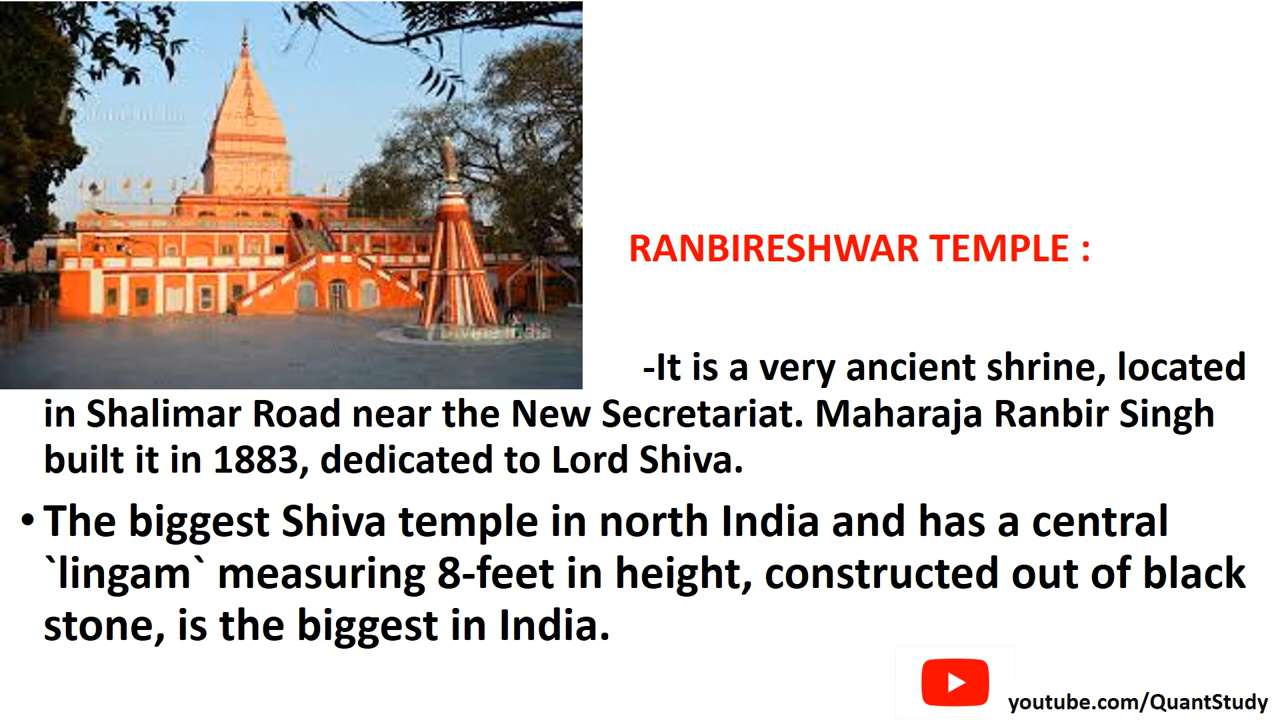 RANBIRESHWAR TEMPLE :
-It is a very ancient shrine, located
in Shalimar Road near the New Secretariat. Maharaja Ranbir Singh
built it in 1883, dedicated to Lord Shiva.
• The biggest Shiva temple in north India and has a central
`lingam` measuring 8-feet in height, constructed out of black
stone, is the biggest in India.
youtube.com/QuantStudy
Divine India